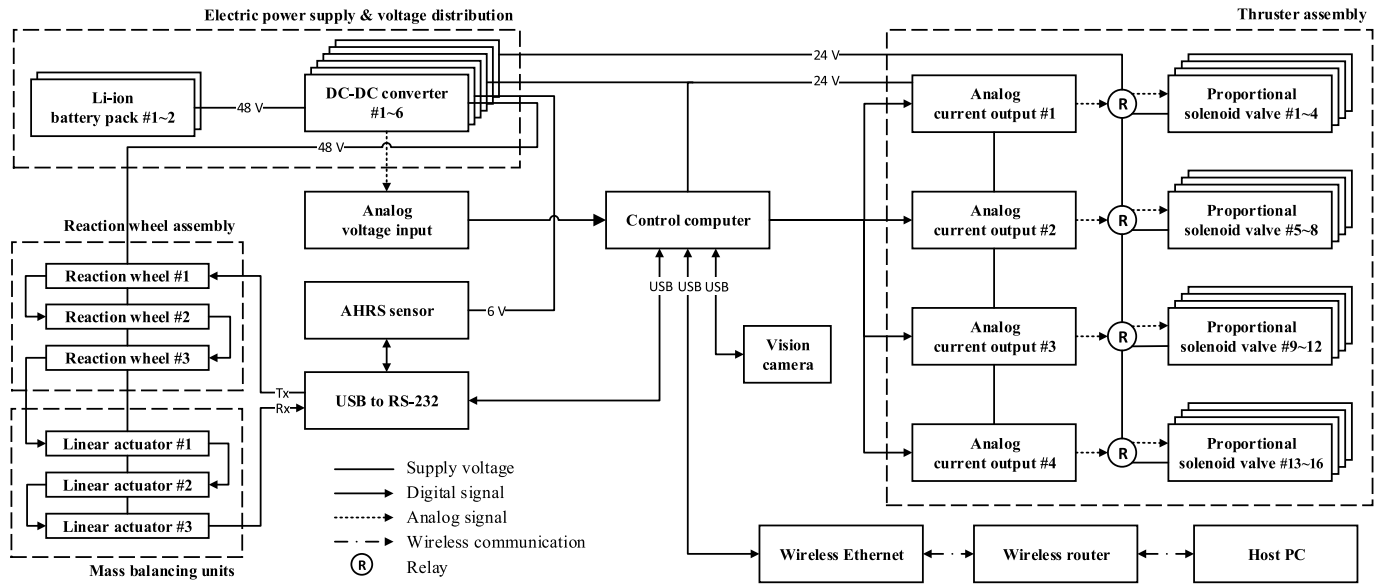 Electric power supply & voltage distribution
Thruster assembly
Li-ion
battery pack #1~2
48 V
DC-DC converter
#1~6
24 V
24 V
48 V
Analog
current output #1
R
Proportional
solenoid valve #1~4
Analog
voltage input
Control computer
Analog
current output #2
R
Proportional
solenoid valve #5~8
Reaction wheel assembly
Reaction wheel #1
Reaction wheel #2
Reaction wheel #3
AHRS sensor
6 V
USB
USB
USB
Vision
camera
Analog
current output #3
R
Proportional
solenoid valve #9~12
Tx
Rx
USB to RS-232
Linear actuator #1
Linear actuator #2
Linear actuator #3
Mass balancing units
Analog
current output #4
R
Proportional
solenoid valve #13~16
Supply voltage
Digital signal
Analog signal
Wireless communication
R
Relay
Wireless Ethernet
Wireless router
Host PC